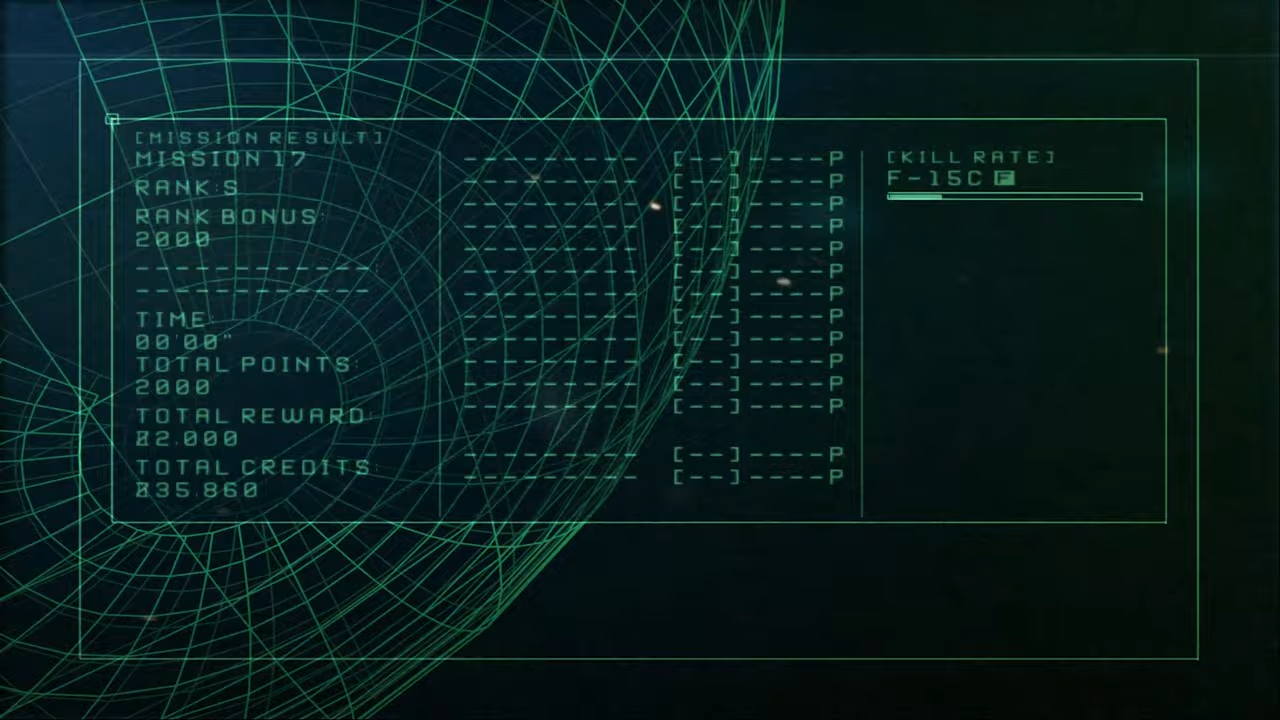 [MISSION RESULT]
MISSION 17
RANK:S
RANK BONUS:
2000
-------------
-------------
TIME:
00'00"
TOTAL POINTS:
2000
TOTAL REWARD:
Ƶ2.000
TOTAL CREDITS:
Ƶ35.860
--------- [--] ----P
--------- [--] ----P
--------- [--] ----P
--------- [--] ----P
--------- [--] ----P
--------- [--] ----P
--------- [--] ----P
--------- [--] ----P
--------- [--] ----P
--------- [--] ----P
--------- [--] ----P
--------- [--] ----P
--------- [--] ----P
--------- [--] ----P
[KILL RATE]
F-15C F